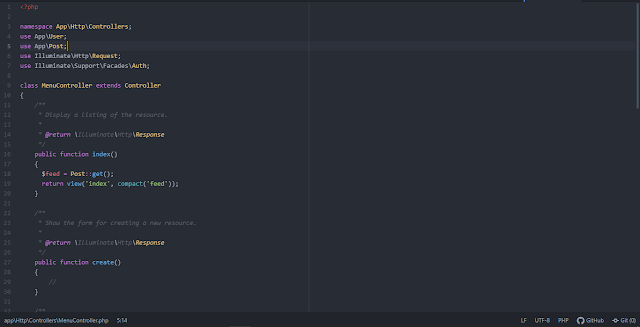 1 <?php
2
3 namespace App\Http\Controllers;
4 use App\User;
5 use App\Post;
6 use Illuminate\Http\Request;
7 use Illuminate\Support\Facades\Auth;
8
9 class MenuController extends Controller
10 {
11 /**
12 * Display a listing of the resource.
13 *
14 * @return \Illuminate\Http\Response
15 */
16 public function index()
17 {
18 $feed = Post::get();
19 return view('index', compact('feed'));
20 }
21
22 /**
23 * Show the form for creating a new resource.
24 *
25 * @return \Illuminate\Http\Response
26 */
27 public function create()
28 {
29 //
30 }
31
32 /**
app\Http\Controllers\MenuController.php 5:14 LF UTF-8 PHP GitHub Git (0)